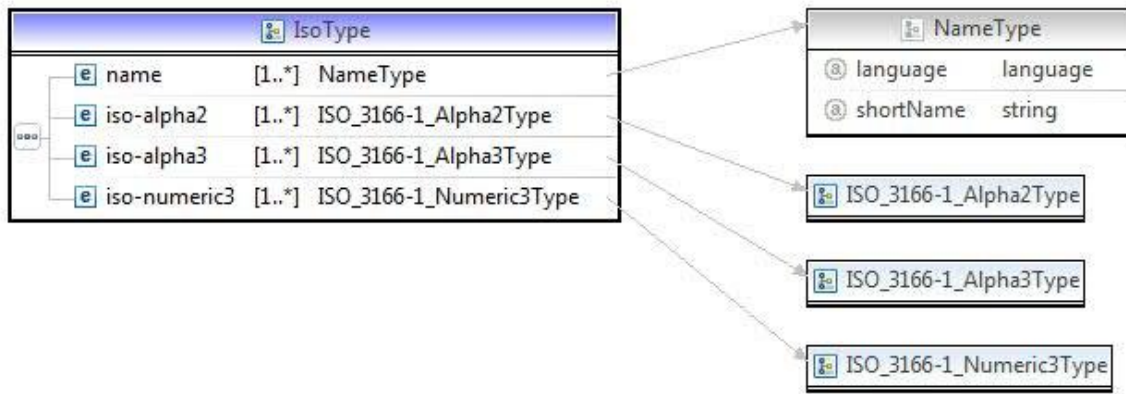 IsoType
e name [1..*] NameType
e iso-alpha2 [1..*] ISO_3166-1_Alpha2Type
e iso-alpha3 [1..*] ISO_3166-1_Alpha3Type
e iso-numeric3 [1..*] ISO_3166-1_Numeric3Type
NameType
a language language
a shortName string
ISO_3166-1_Alpha2Type
ISO_3166-1_Alpha3Type
ISO_3166-1_Numeric3Type